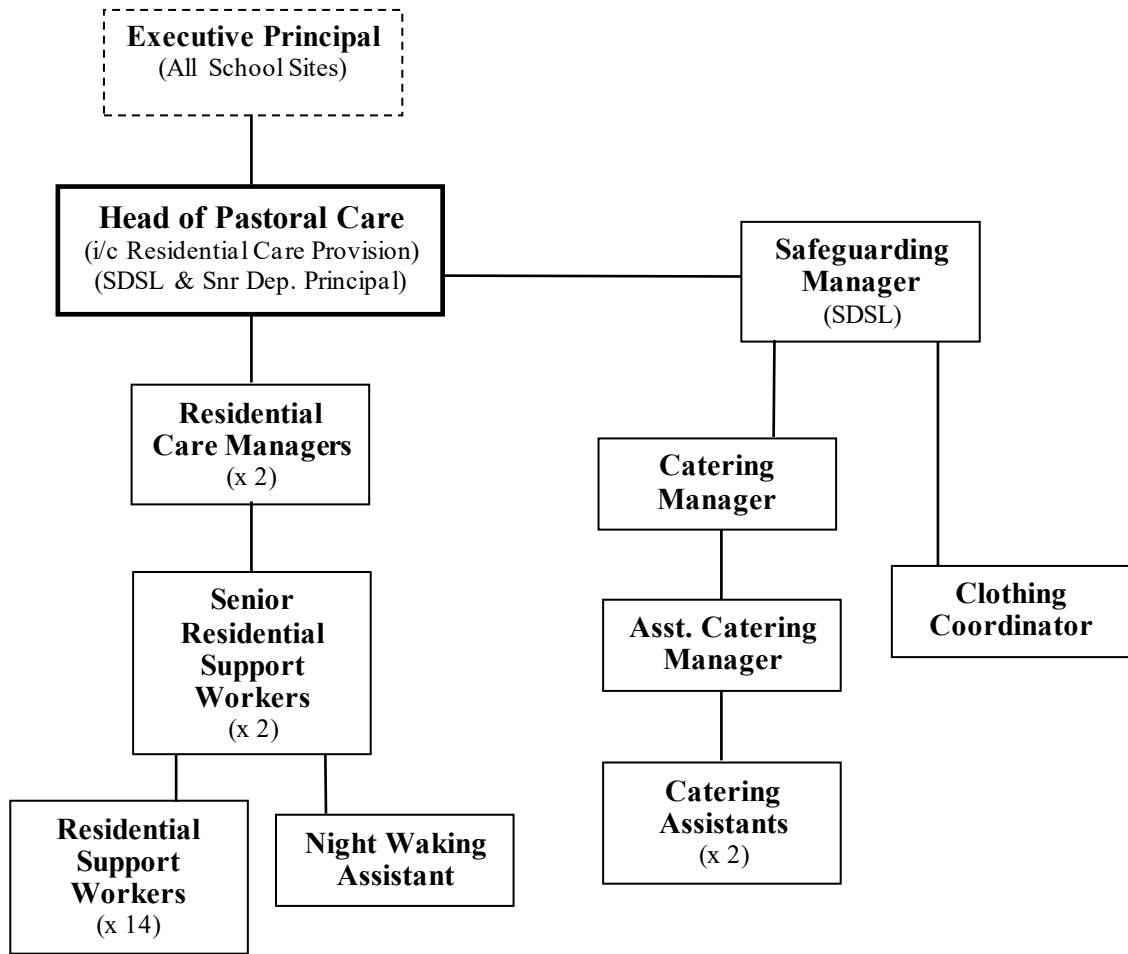 Executive Principal
(All School Sites)
Head of Pastoral Care
(i/c Residential Care Provision)
(SDSL & Snr Dep. Principal)
Safeguarding
Manager
(SDSL)
Residential
Care Managers
(x 2)
Catering
Manager
Senior
Residential
Support
Workers
(x 2)
Asst. Catering
Manager
Clothing
Coordinator
Residential
Support
Workers
(x 14)
Night Waking
Assistant
Catering
Assistants
(x 2)